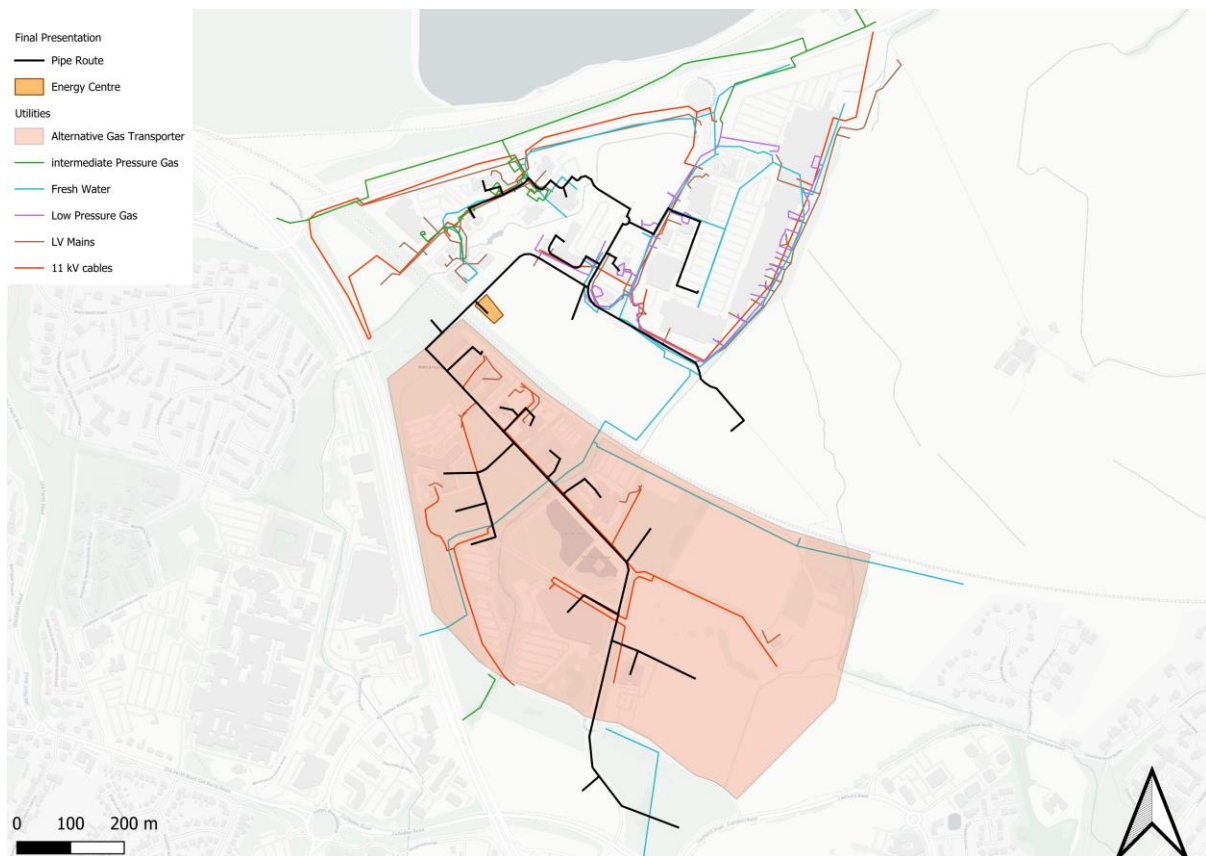 Final Presentation
Pipe Route
Energy Centre
Utilities
Alternative Gas Transporter
intermediate Pressure Gas
Fresh Water
Low Pressure Gas
LV Mains
11 kV cables
0 100 200 m